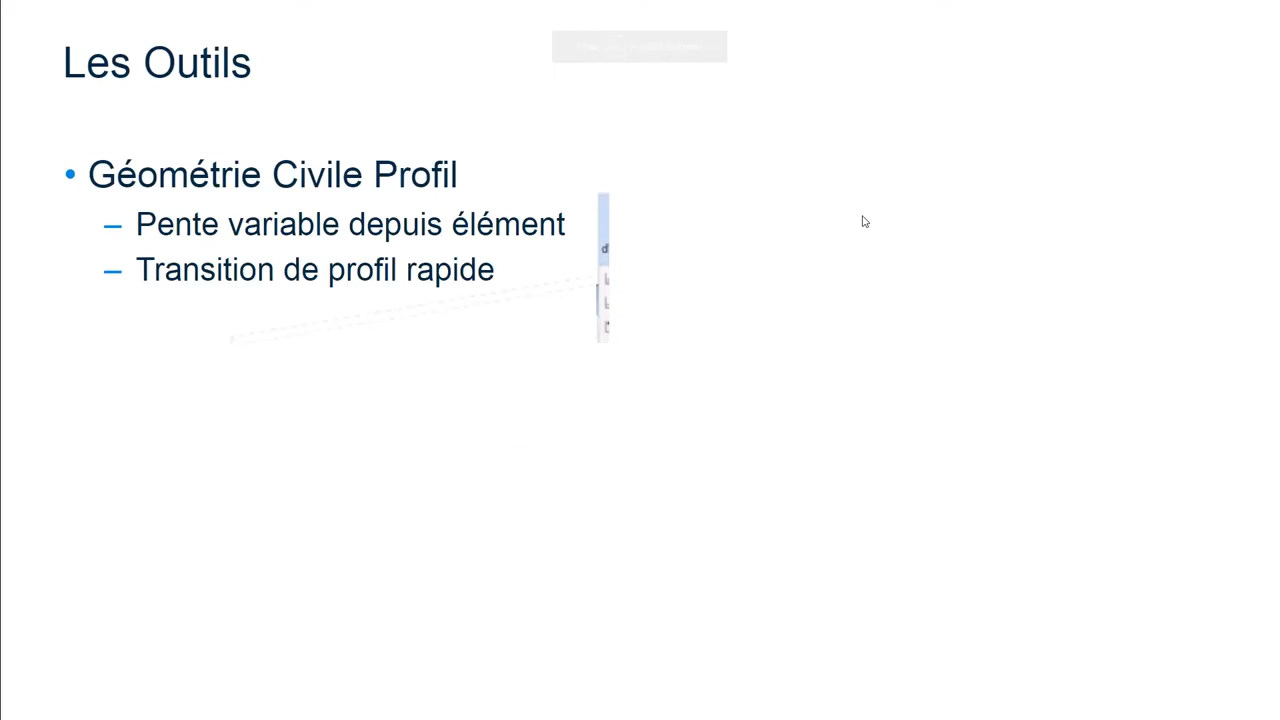 Les Outils
• Géométrie Civile Profil
– Pente variable depuis élément
– Transition de profil rapide